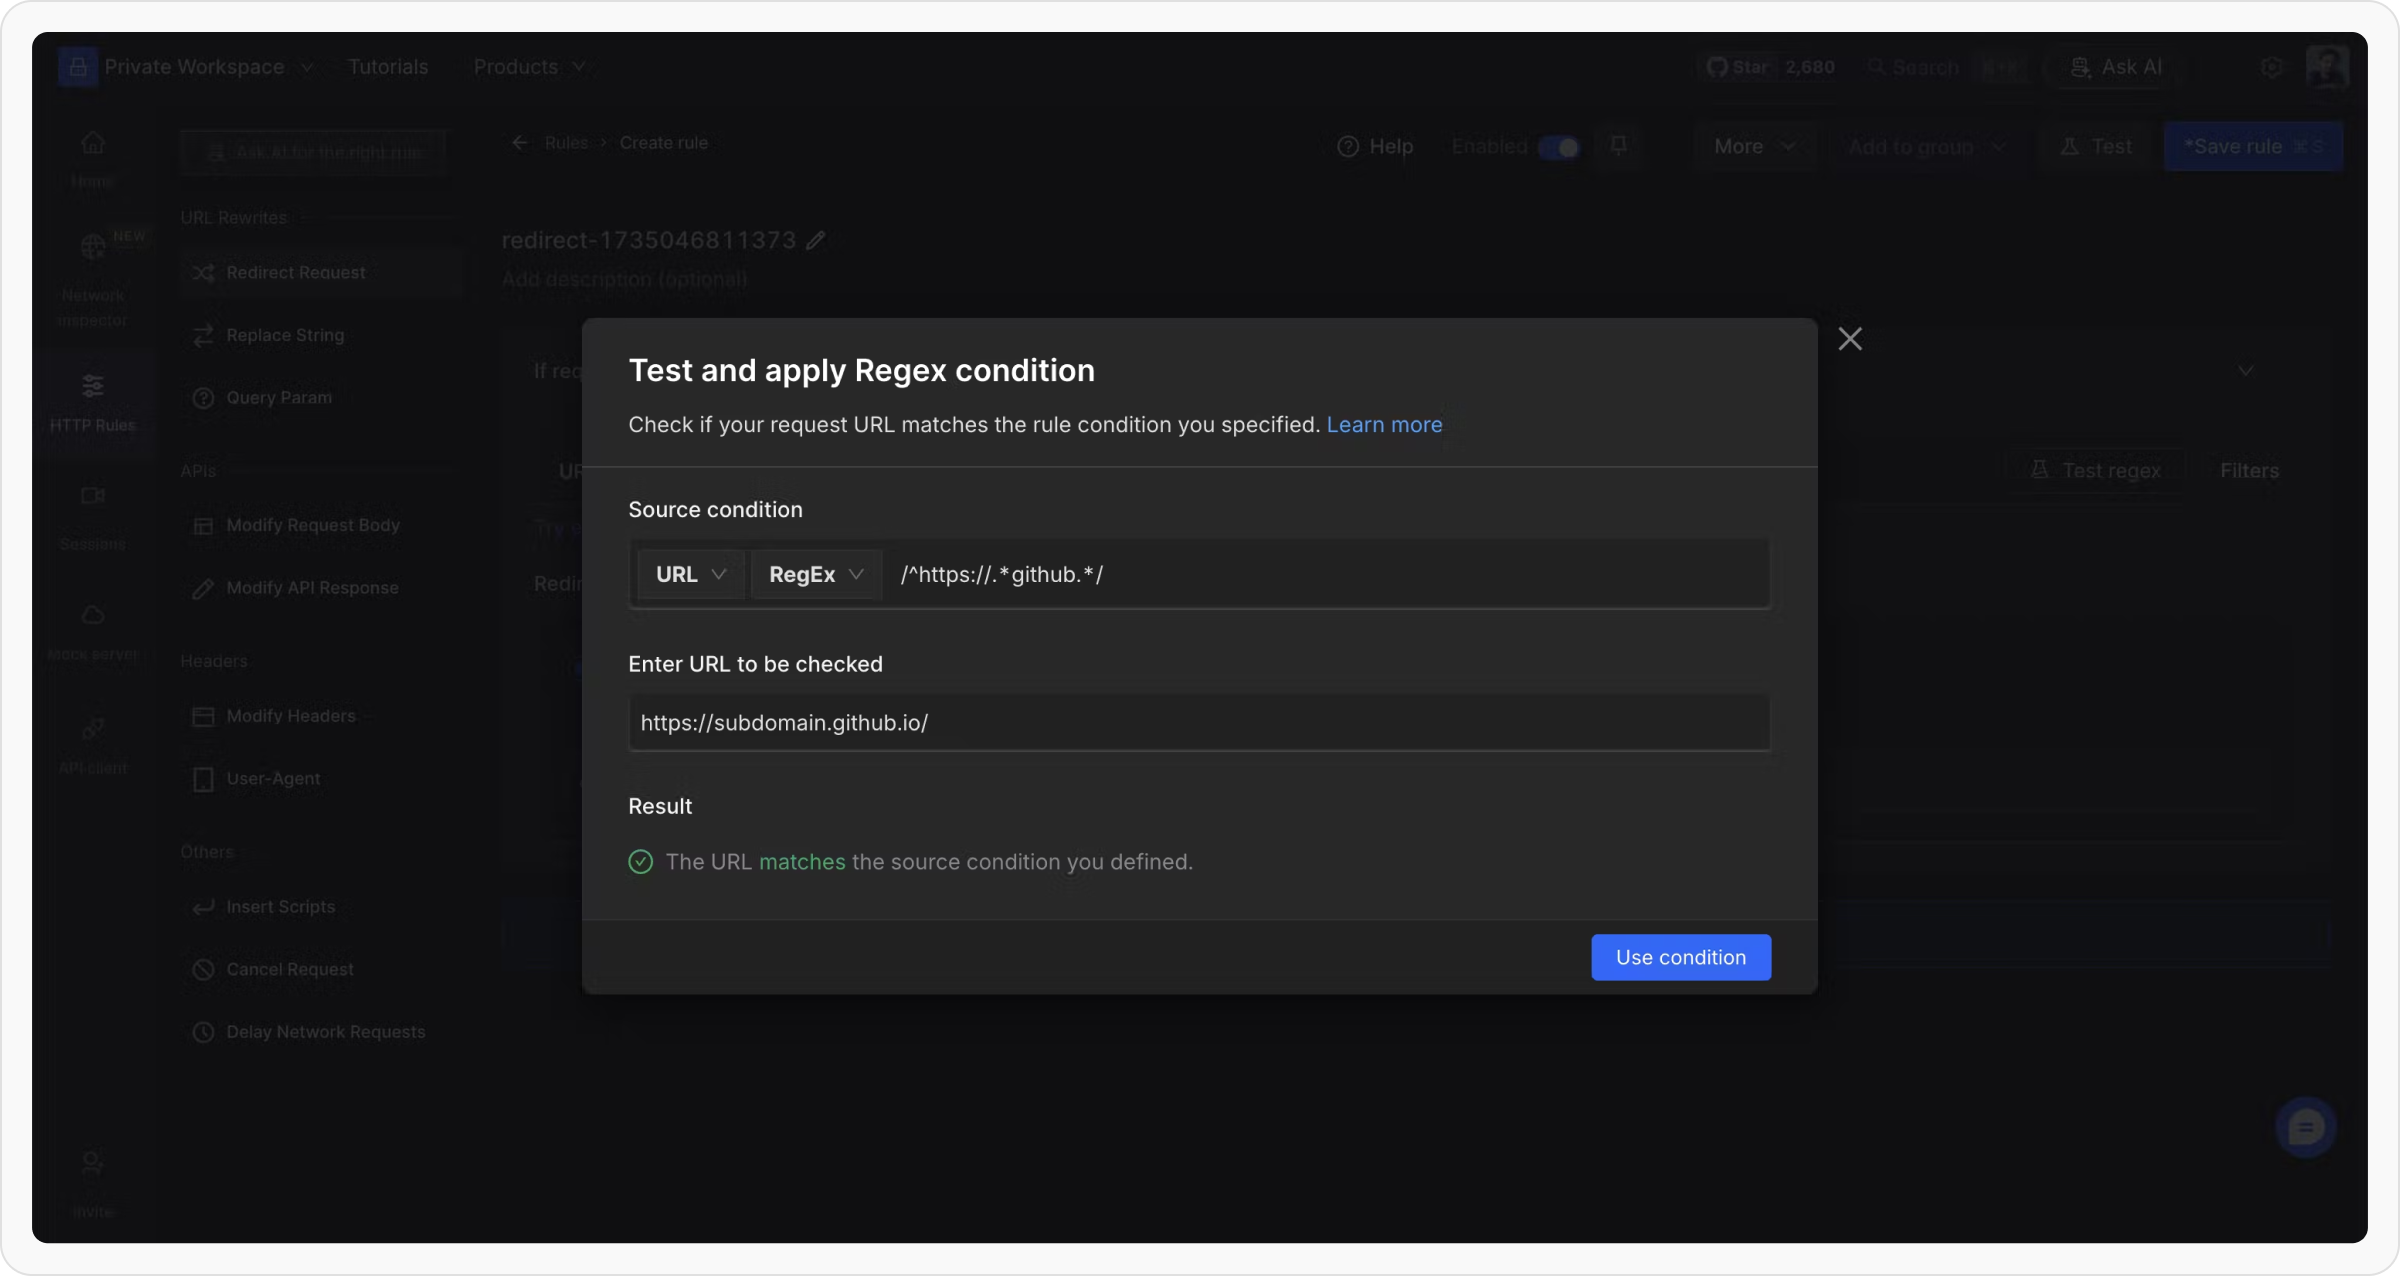 Private Workspace Tutorials Products Star 2,680 Search Ask AI
Home
NEW
Network
Inspector
HTTP Rules
Sessions
Mock server
API client
Invite
Ask AI for the right rule
URL Rewrites
Redirect Request
Replace String
Query Param
APIs
Modify Request Body
Modify API Response
Headers
Modify Headers
User-Agent
Others
Insert Scripts
Cancel Request
Delay Network Requests
Rules > Create rule Help Enabled More Add to group Test *Save rule ⌘S
redirect-1735046811373
Add description (optional)
If req
UR
Test regex Filters
Try
Redir
Test and apply Regex condition
Check if your request URL matches the rule condition you specified. Learn more
Source condition
URL RegEx /^https://.*github.*/
Enter URL to be checked
https://subdomain.github.io/
Result
The URL matches the source condition you defined.
Use condition